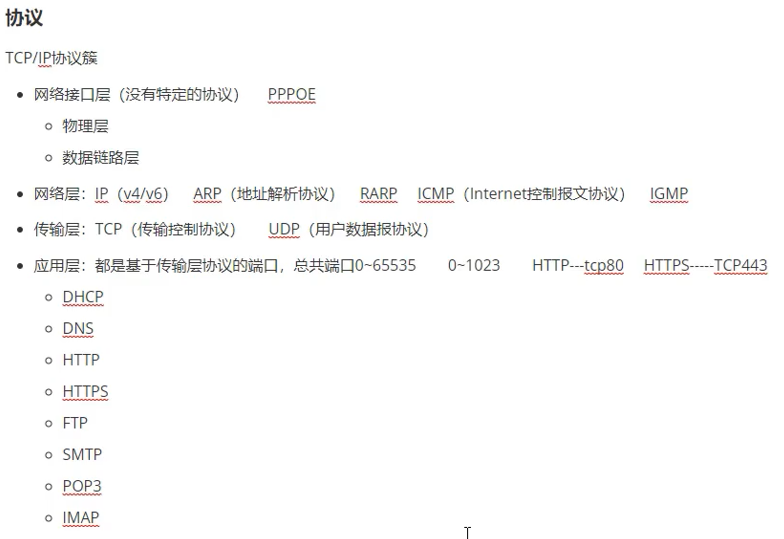 协议
TCP/IP协议簇
网络接口层（没有特定的协议） PPPOE
物理层
数据链路层
网络层：IP（v4/v6） ARP（地址解析协议） RARP ICMP（Internet控制报文协议） IGMP
传输层：TCP（传输控制协议） UDP（用户数据报协议）
应用层：都是基于传输层协议的端口，总共端口0~65535 0~1023 HTTP---tcp80 HTTPS-----TCP443
DHCP
DNS
HTTP
HTTPS
FTP
SMTP
POP3
IMAP